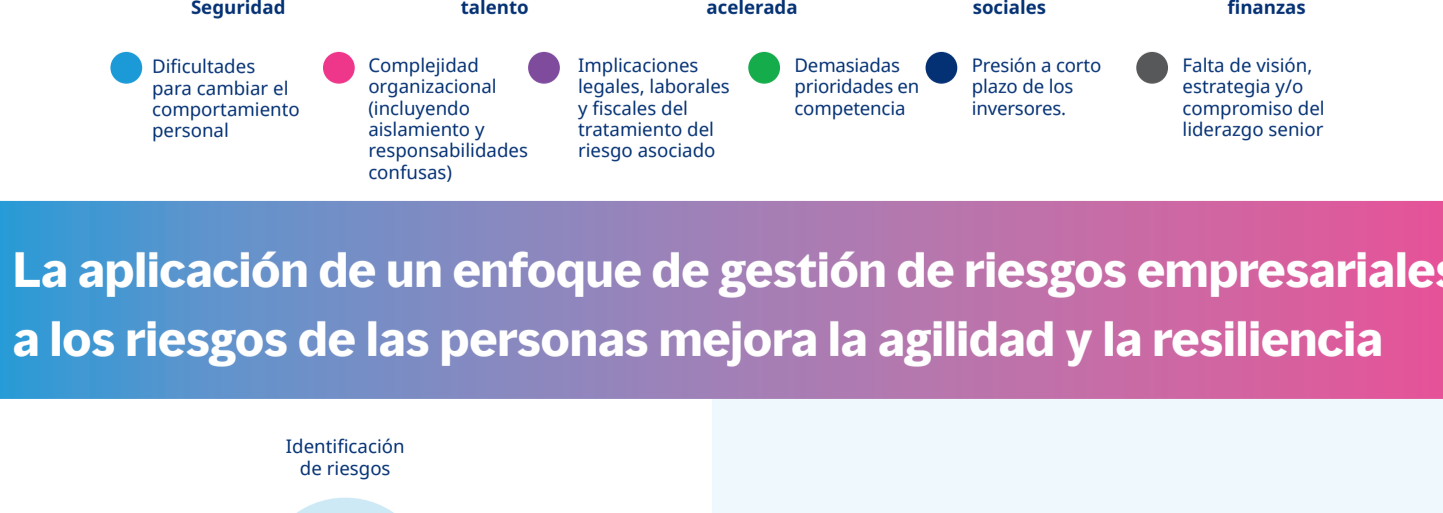 Seguridad
talento
acelerada
sociales
finanzas
Dificultades
para cambiar el
comportamiento
personal
Complejidad
organizacional
(incluyendo
aislamiento y
responsabilidades
confusas)
Implicaciones
legales, laborales
y fiscales del
tratamiento del
riesgo asociado
Demasiadas
prioridades en
competencia
Presión a corto
plazo de los
inversores.
Falta de visión,
estrategia y/o
compromiso del
liderazgo senior
La aplicación de un enfoque de gestión de riesgos empresariales
a los riesgos de las personas mejora la agilidad y la resiliencia
Identificación
de riesgos